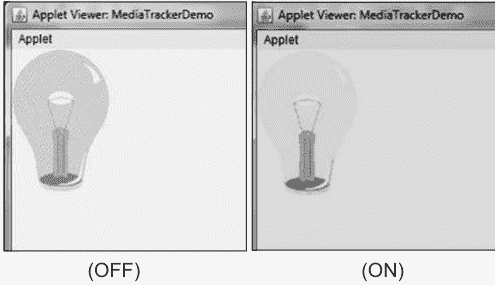 Applet Viewer: MediaTrackerDemo
Applet
Applet Viewer: MediaTrackerDemo
Applet
(OFF)
(ON)